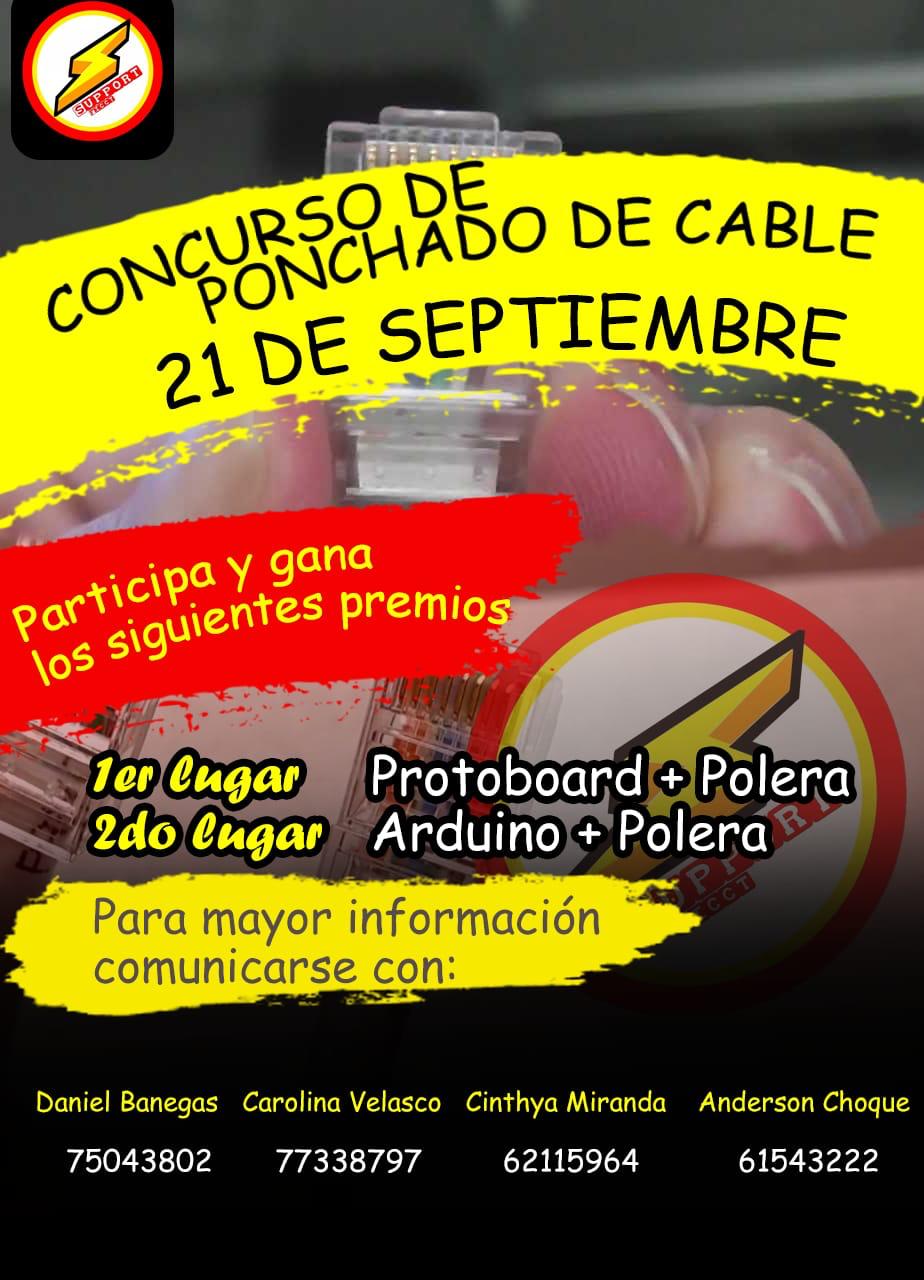 SUPPORT
FCCT
CONCURSO DE
PONCHADO DE CABLE
21 DE SEPTIEMBRE
Participa y gana
los siguientes premios
1er Lugar Protoboard + Polera
2do Lugar Arduino + Polera
Para mayor información
comunicarse con:
Daniel Banegas Carolina Velasco Cinthya Miranda Anderson Choque
75043802 77338797 62115964 61543222